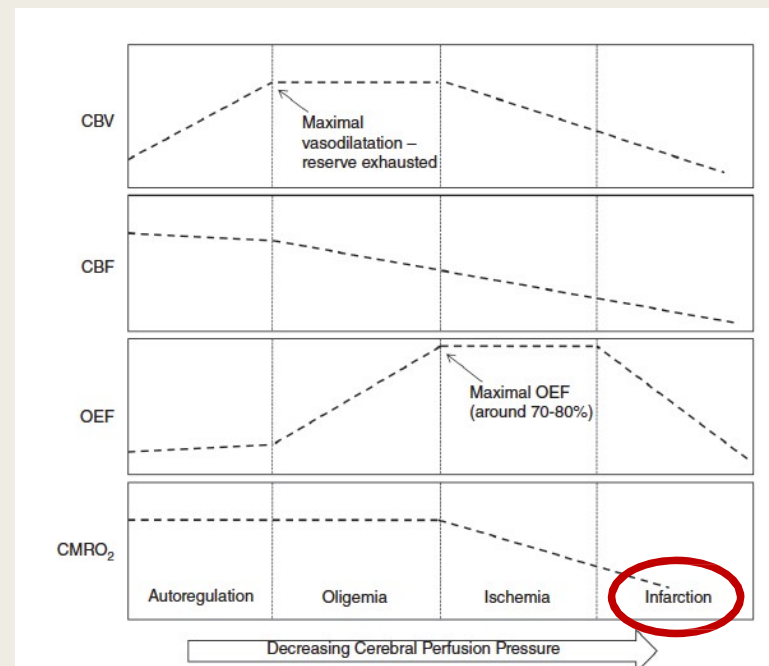 CBV
Maximal
vasodilatation –
reserve exhausted
CBF
OEF
Maximal OEF
(around 70-80%)
CMRO₂
Autoregulation
Oligemia
Ischemia
Infarction
Decreasing Cerebral Perfusion Pressure